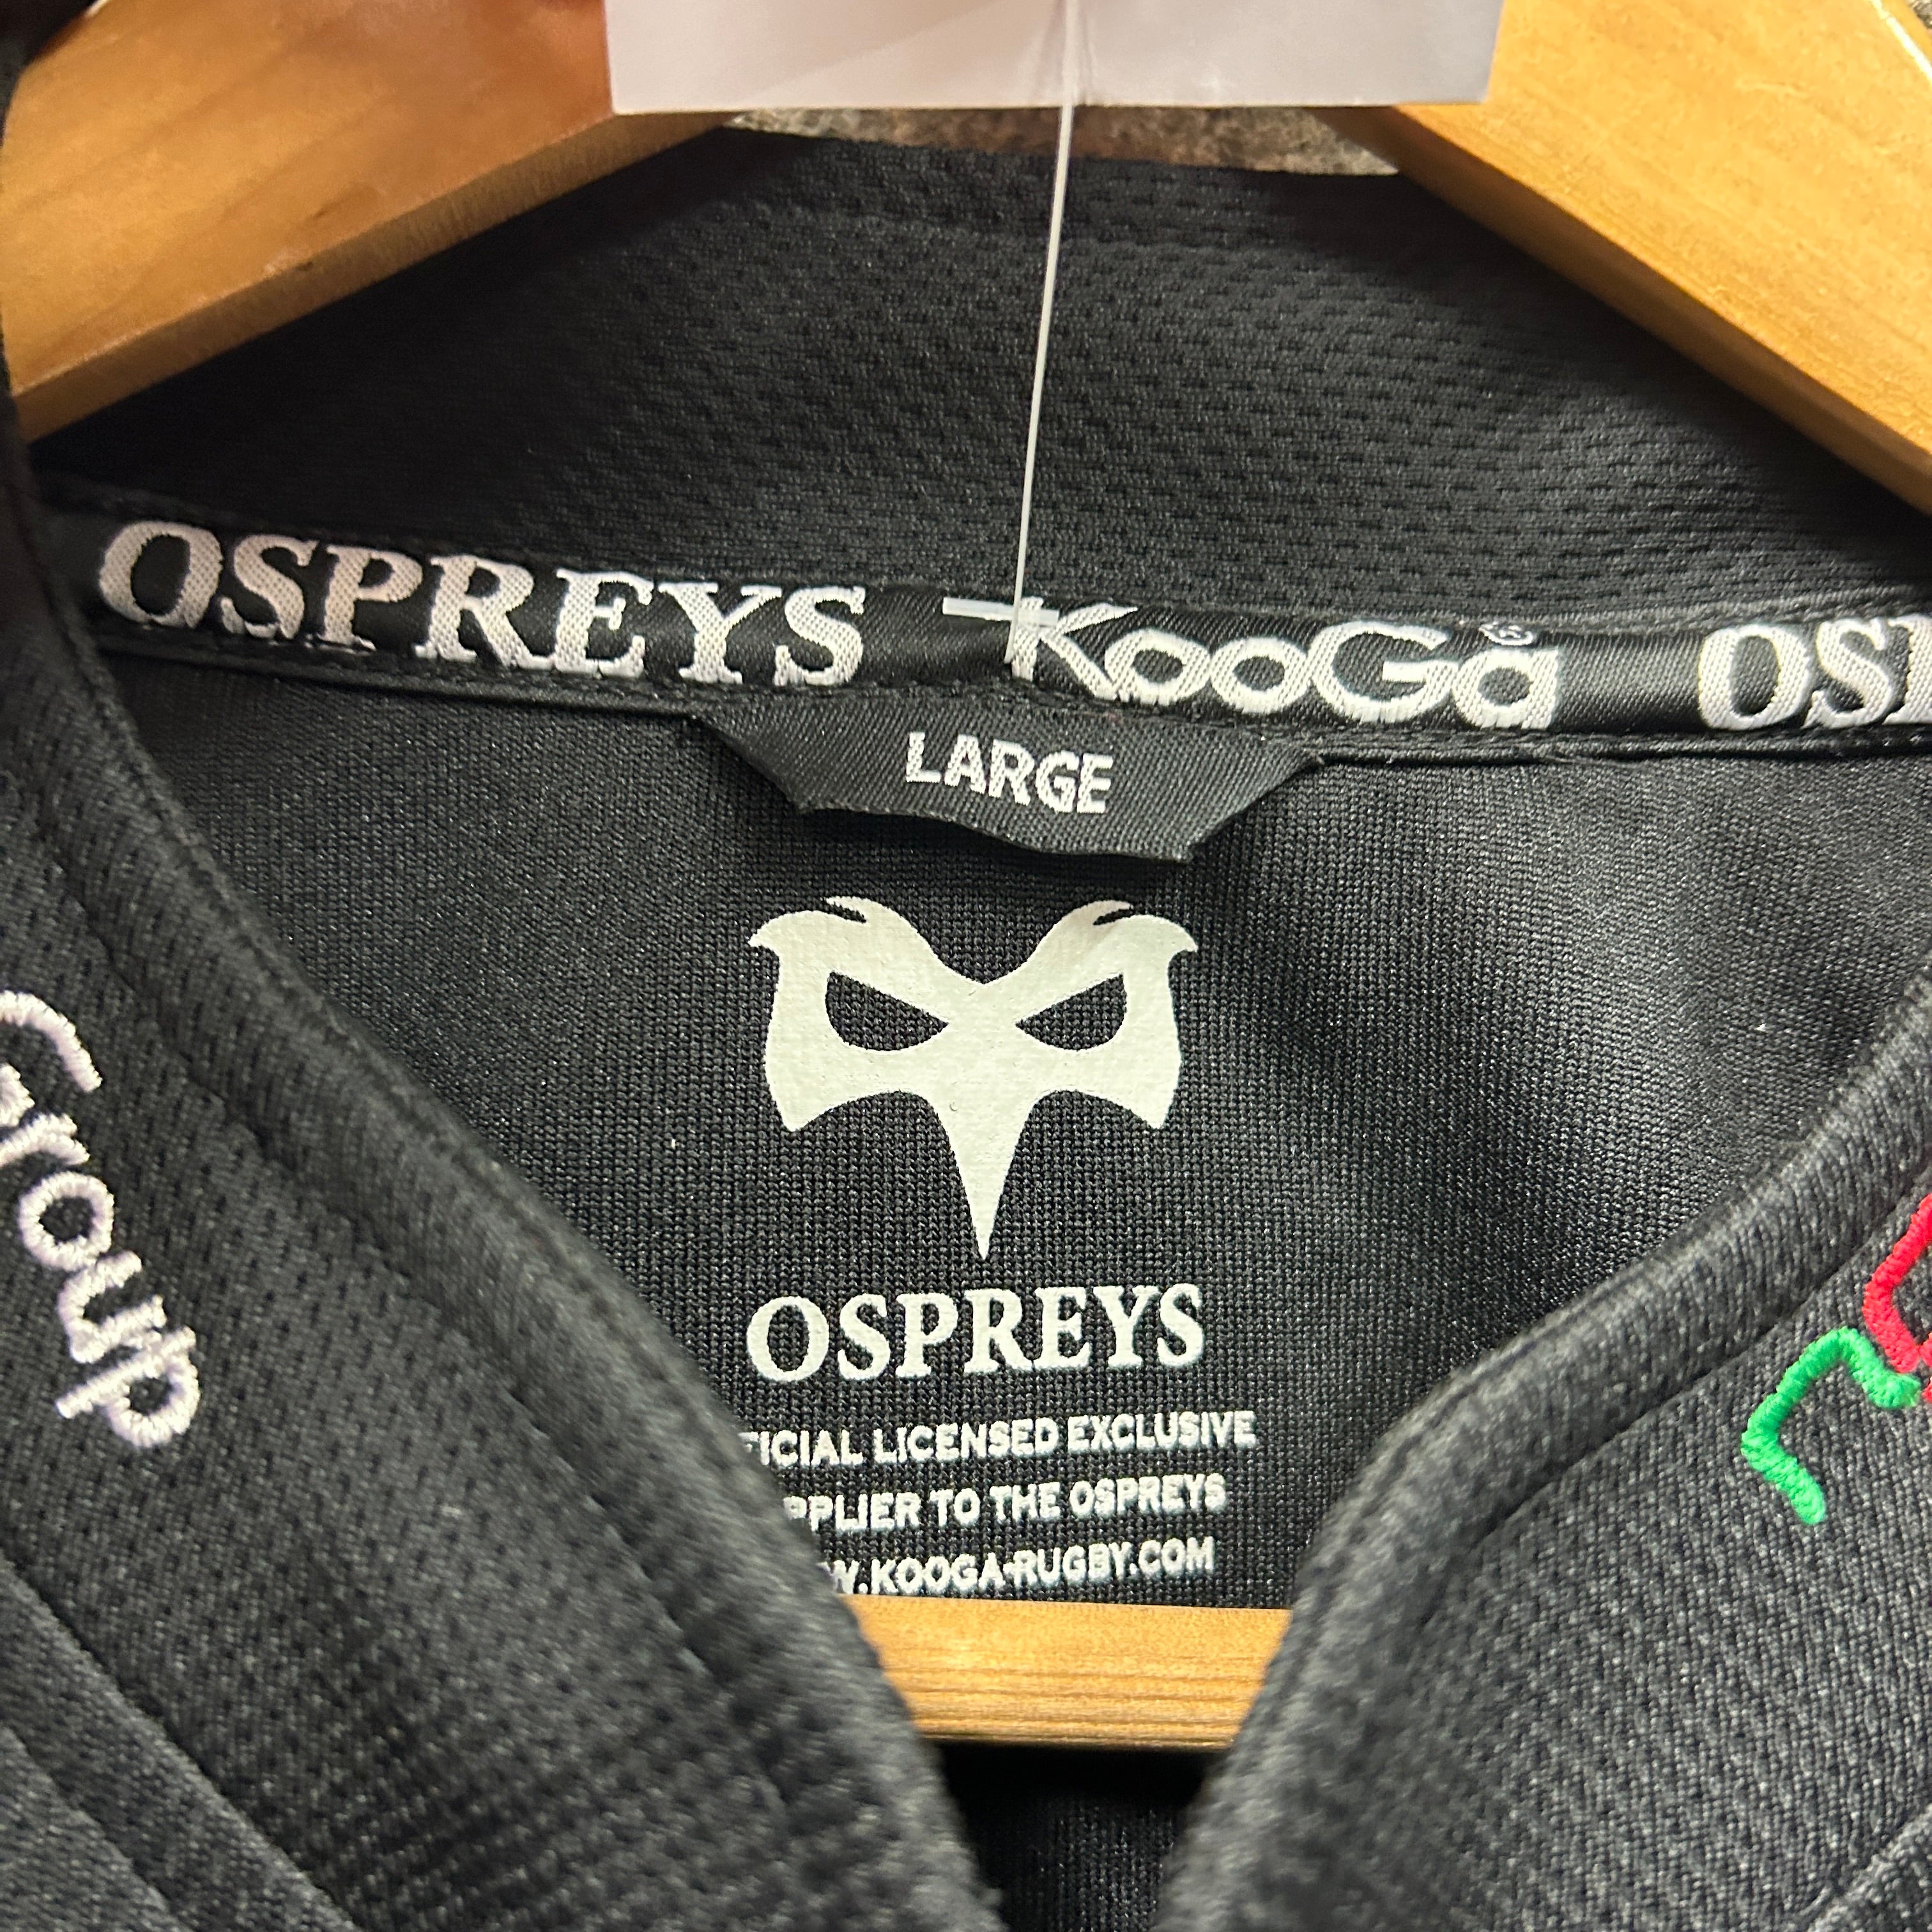 OSPREYS KooGa ® OSP
LARGE
Group
OSPREYS
FICIAL LICENSED EXCLUSIVE
PPLIER TO THE OSPREYS
W.KOOGA-RUGBY.COM